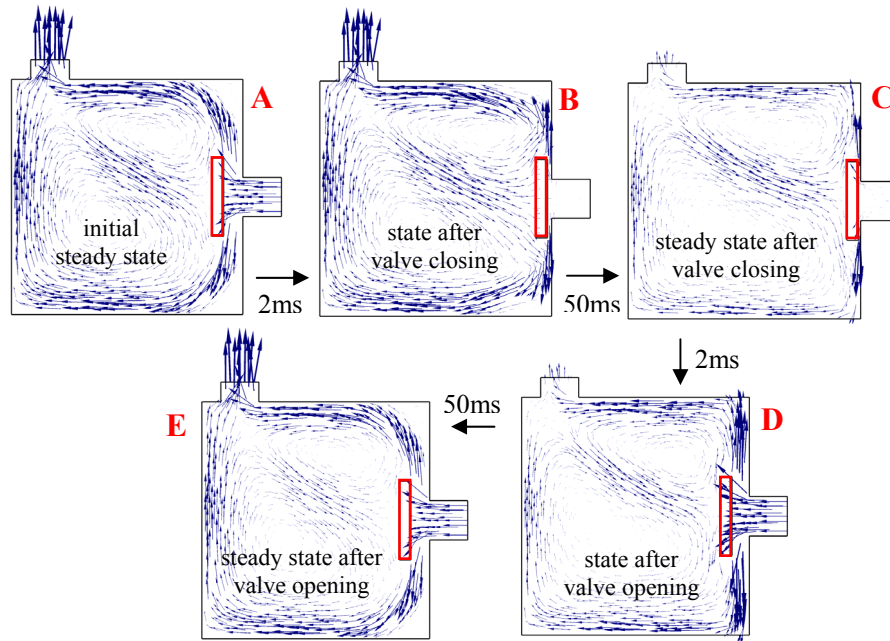 A
initial
steady state
2ms
B
state after
valve closing
50ms
C
steady state after
valve closing
2ms
D
state after
valve opening
50ms
E
steady state after
valve opening